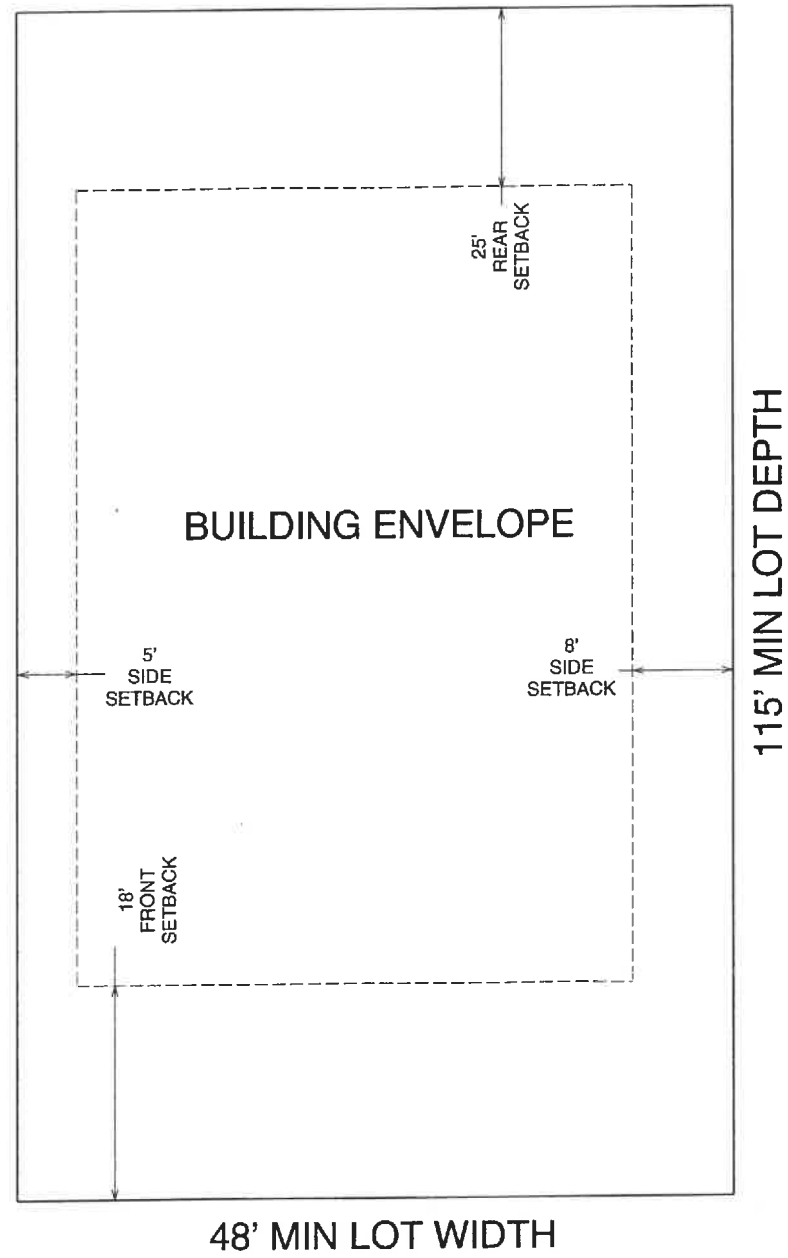 25'
REAR
SETBACK
BUILDING ENVELOPE
5'
SIDE
SETBACK
8'
SIDE
SETBACK
115' MIN LOT DEPTH
18'
FRONT
SETBACK
48' MIN LOT WIDTH